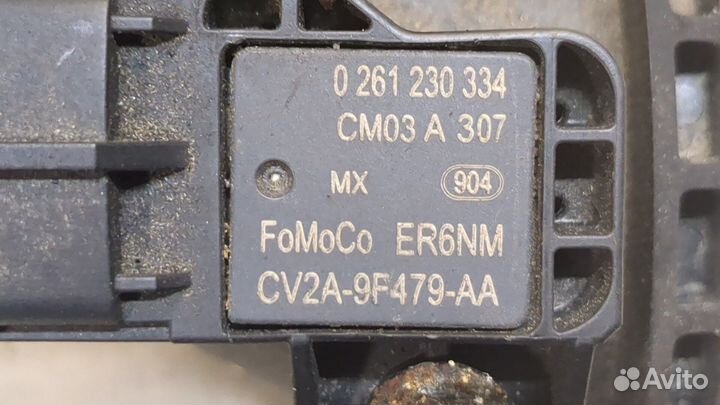 0 261 230 334
CM03 A 307
MX 904
FoMoCo ER6NM
CV2A-9F479-AA
Avito